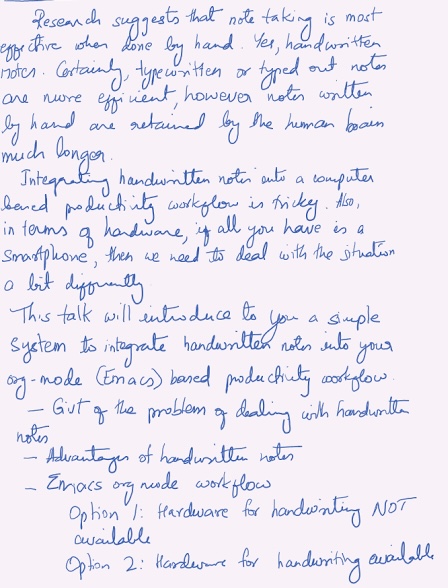 Research suggests that note taking is most
effective when done by hand. Yes, handwritten
notes. Certainly, typewritten or typed out notes
are more efficient, however notes written
by hand are retained by the human brain
much longer.
Integrating handwritten notes into a computer
based productivity workflow is tricky. Also,
in terms of hardware, if all you have is a
smartphone, then we need to deal with the situation
a bit differently
This talk will introduce to you a simple
system to integrate handwritten notes into your
org-mode (Emacs) based productivity workflow.
- Gist of the problem of dealing with handwritten
notes
- Advantages of handwritten notes
- Emacs org mode workflow
Option 1: Hardware for handwriting NOT
available
Option 2: Hardware for handwriting available